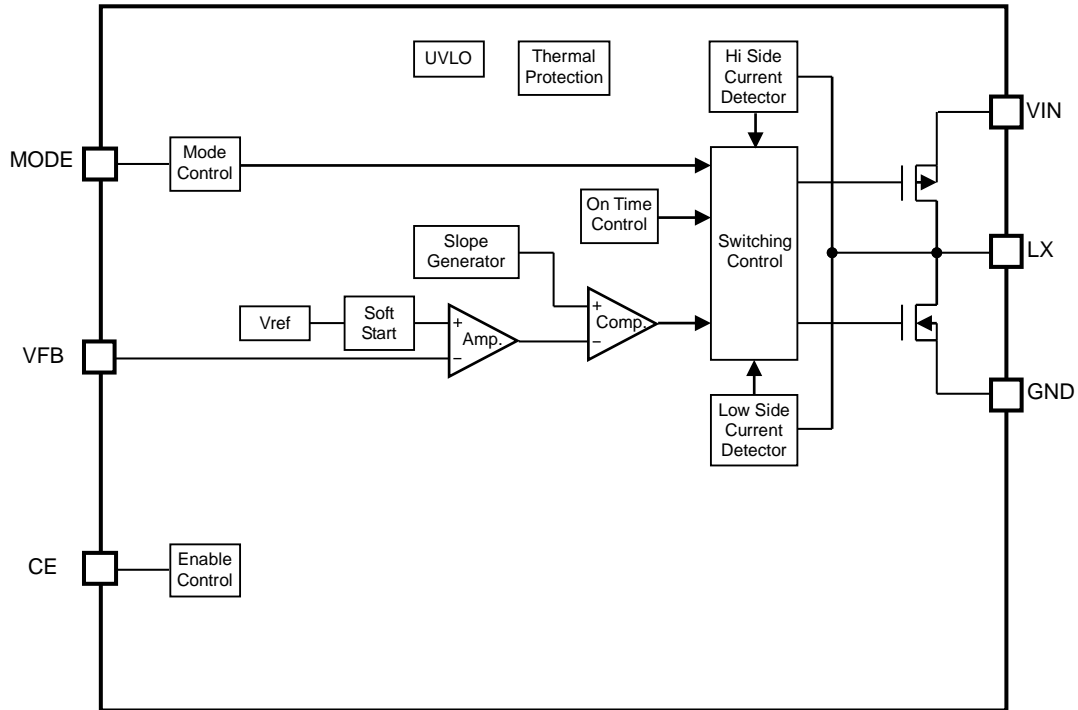 UVLO
Thermal
Protection
Hi Side
Current
Detector
VIN
MODE
Mode
Control
On Time
Control
Slope
Generator
Switching
Control
LX
Vref
Soft
Start
+
−
Amp.
+
−
Comp.
VFB
GND
Low Side
Current
Detector
CE
Enable
Control